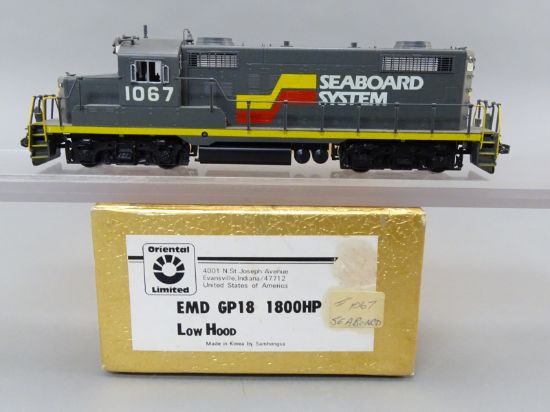 1067
SEABOARD
SYSTEM
Oriental
Limited
4001 N.St.Joseph Avenue
Evansville,Indiana/47712
United States of America
EMD GP18 1800HP
LOW HOOD
Made in Korea by Samhongsa
#1067
SEABOARD